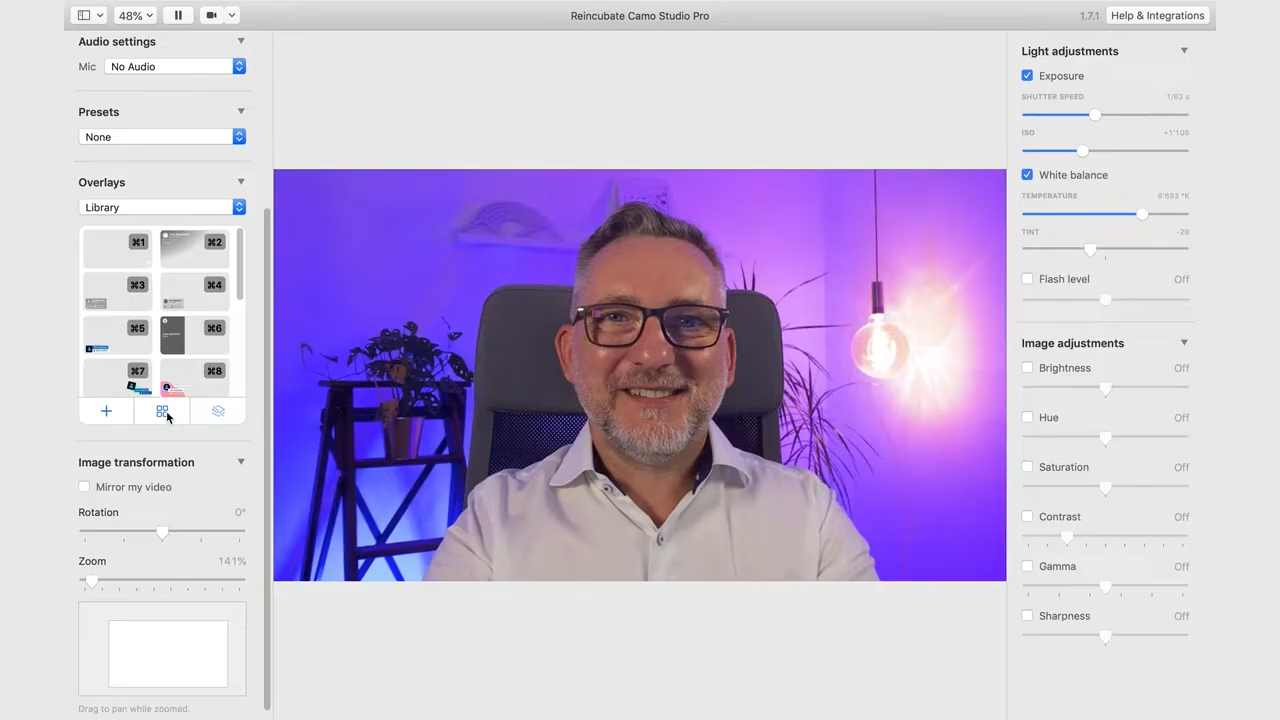 48%
Reincubate Camo Studio Pro
1.7.1
Help & Integrations
Audio settings
Mic
No Audio
Presets
None
Overlays
Library
⌘1
⌘2
⌘3
⌘4
⌘5
⌘6
⌘7
⌘8
Image transformation
Mirror my video
Rotation
0°
Zoom
141%
Drag to pan while zoomed.
Light adjustments
Exposure
SHUTTER SPEED
1/62 s
ISO
+1'105
White balance
TEMPERATURE
6'693 °K
TINT
-29
Flash level
Off
Image adjustments
Brightness
Off
Hue
Off
Saturation
Off
Contrast
Off
Gamma
Off
Sharpness
Off